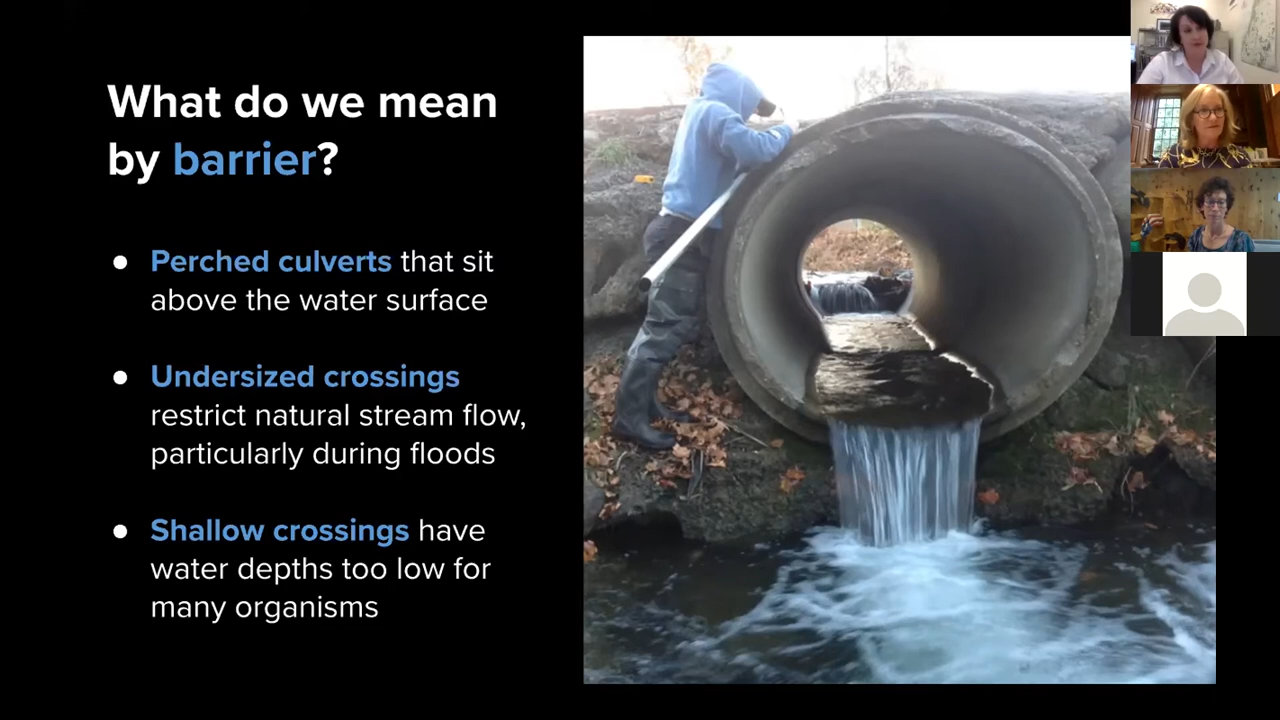 What do we mean
by barrier?
● Perched culverts that sit
above the water surface
● Undersized crossings
restrict natural stream flow,
particularly during floods
● Shallow crossings have
water depths too low for
many organisms